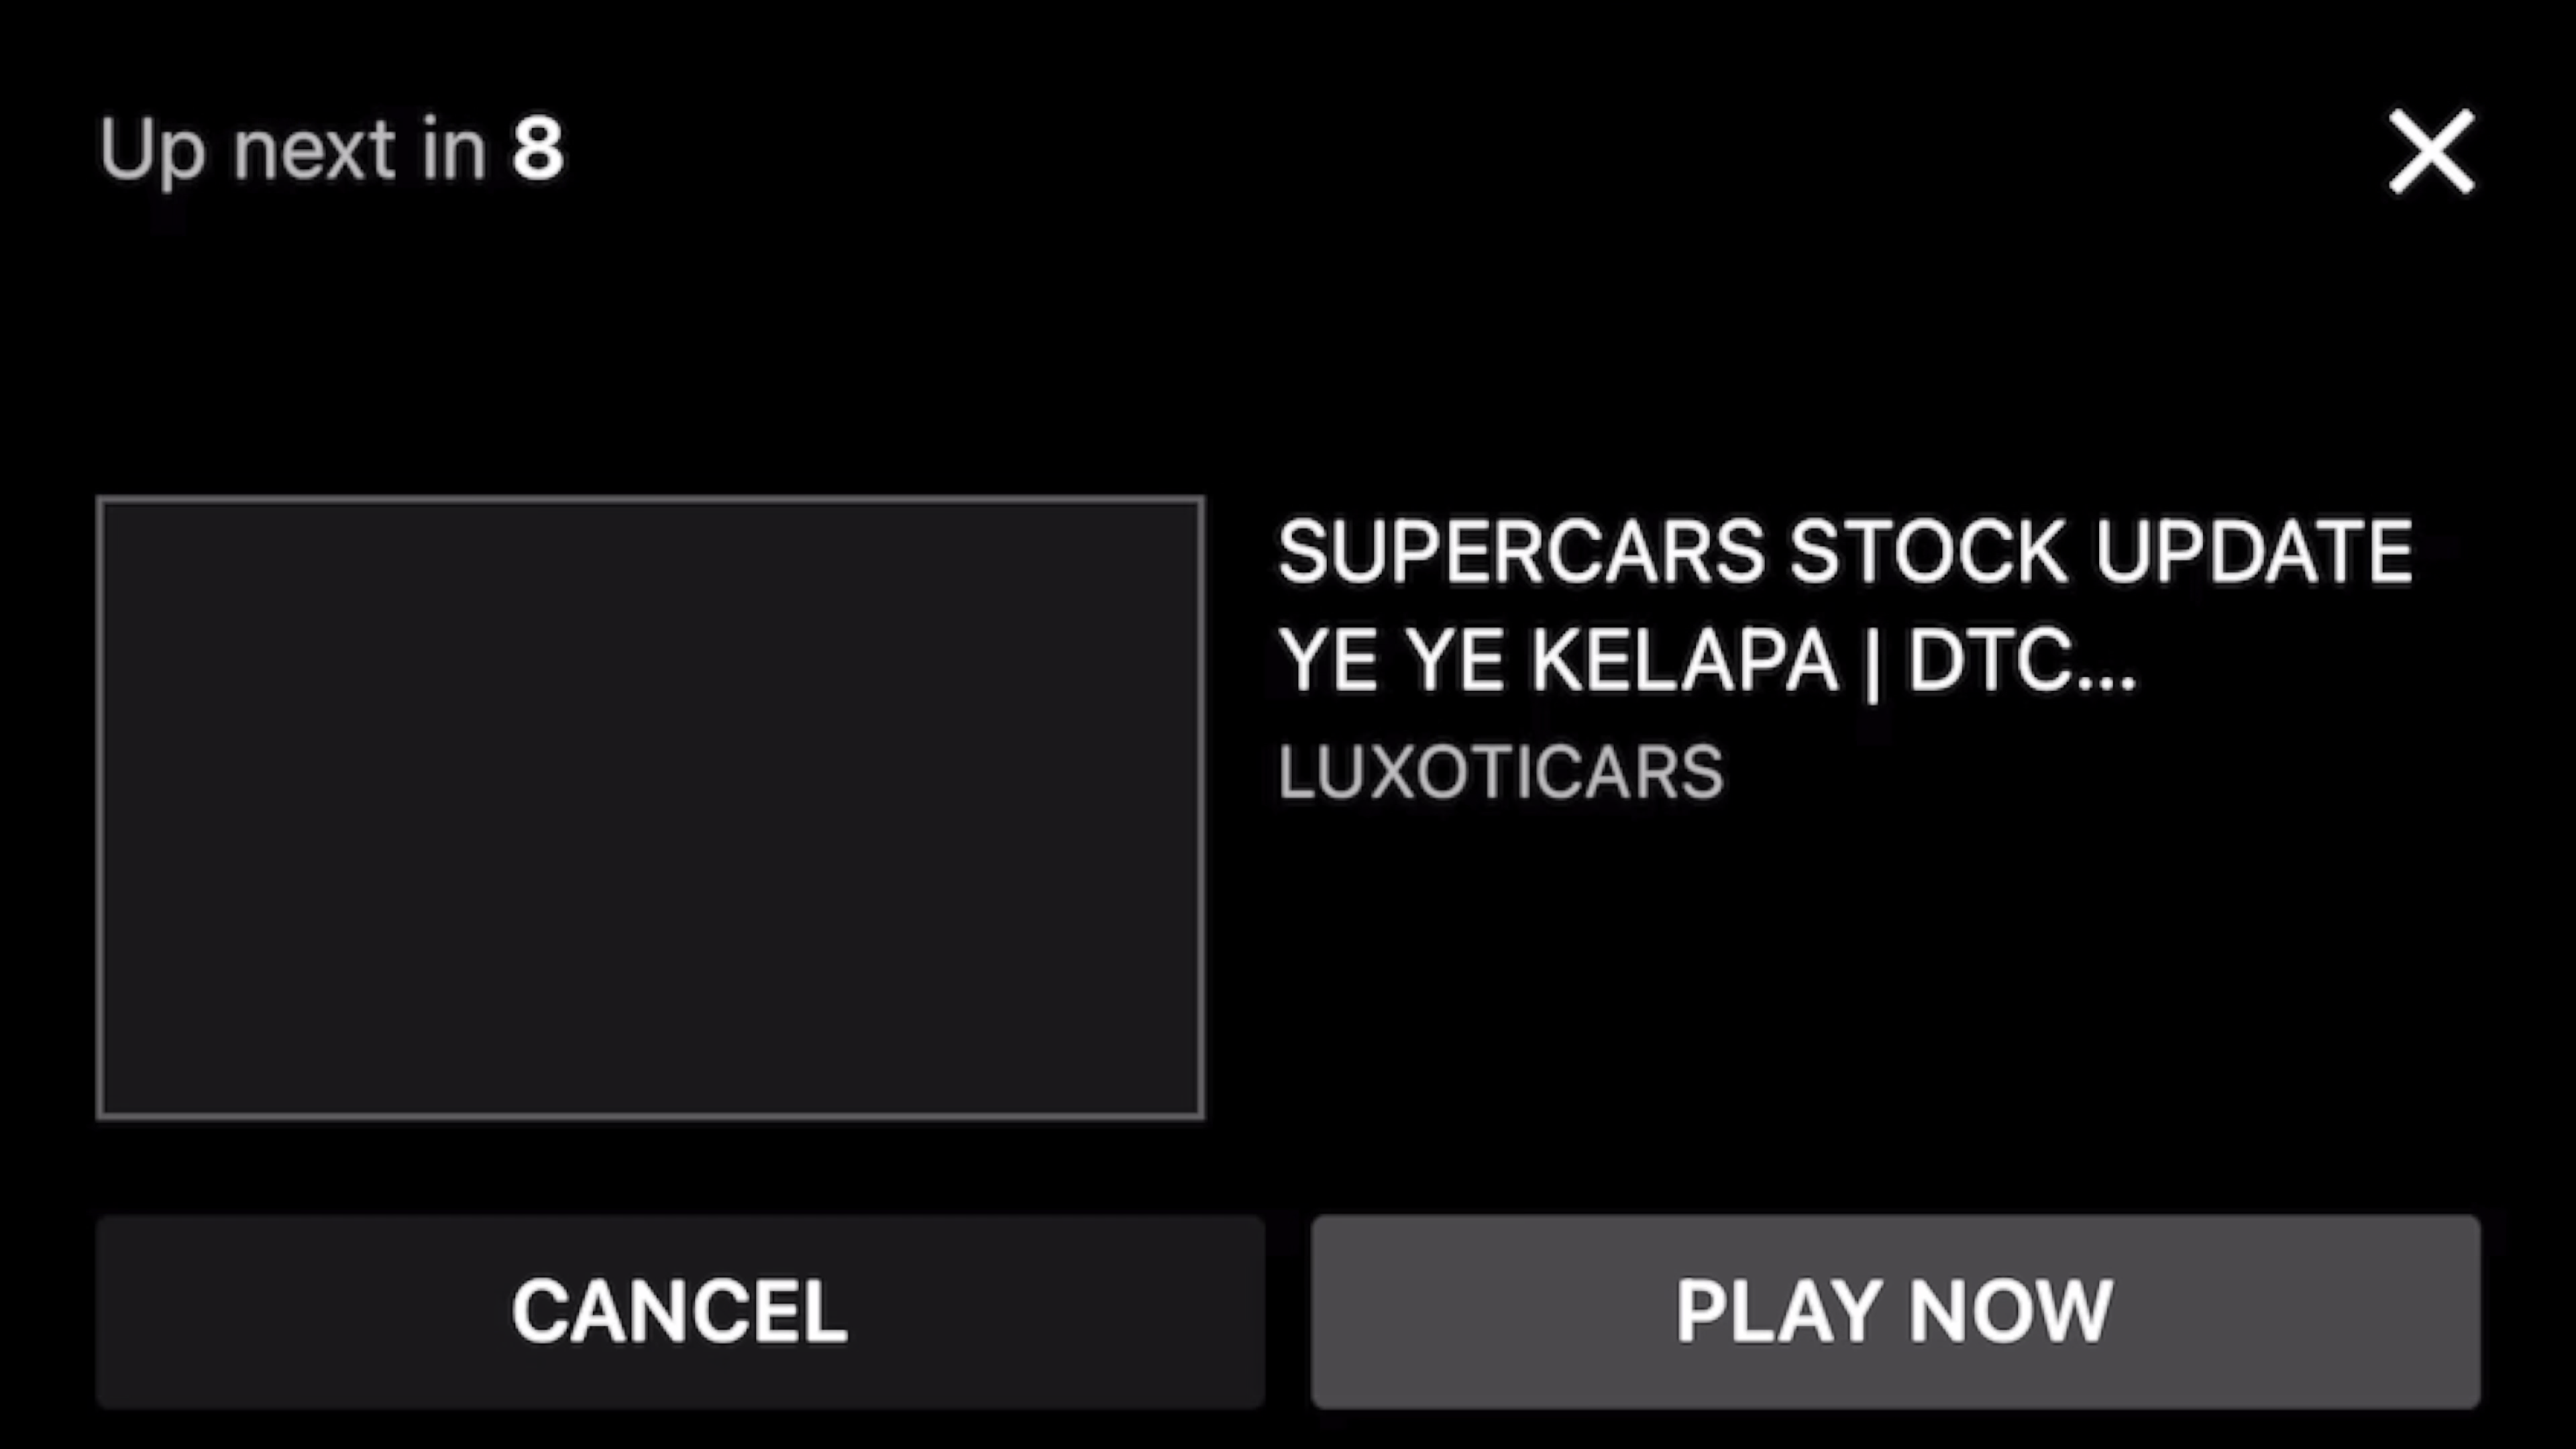 Up next in 8
SUPERCARS STOCK UPDATE
YE YE KELAPA | DTC...
LUXOTICARS
CANCEL
PLAY NOW